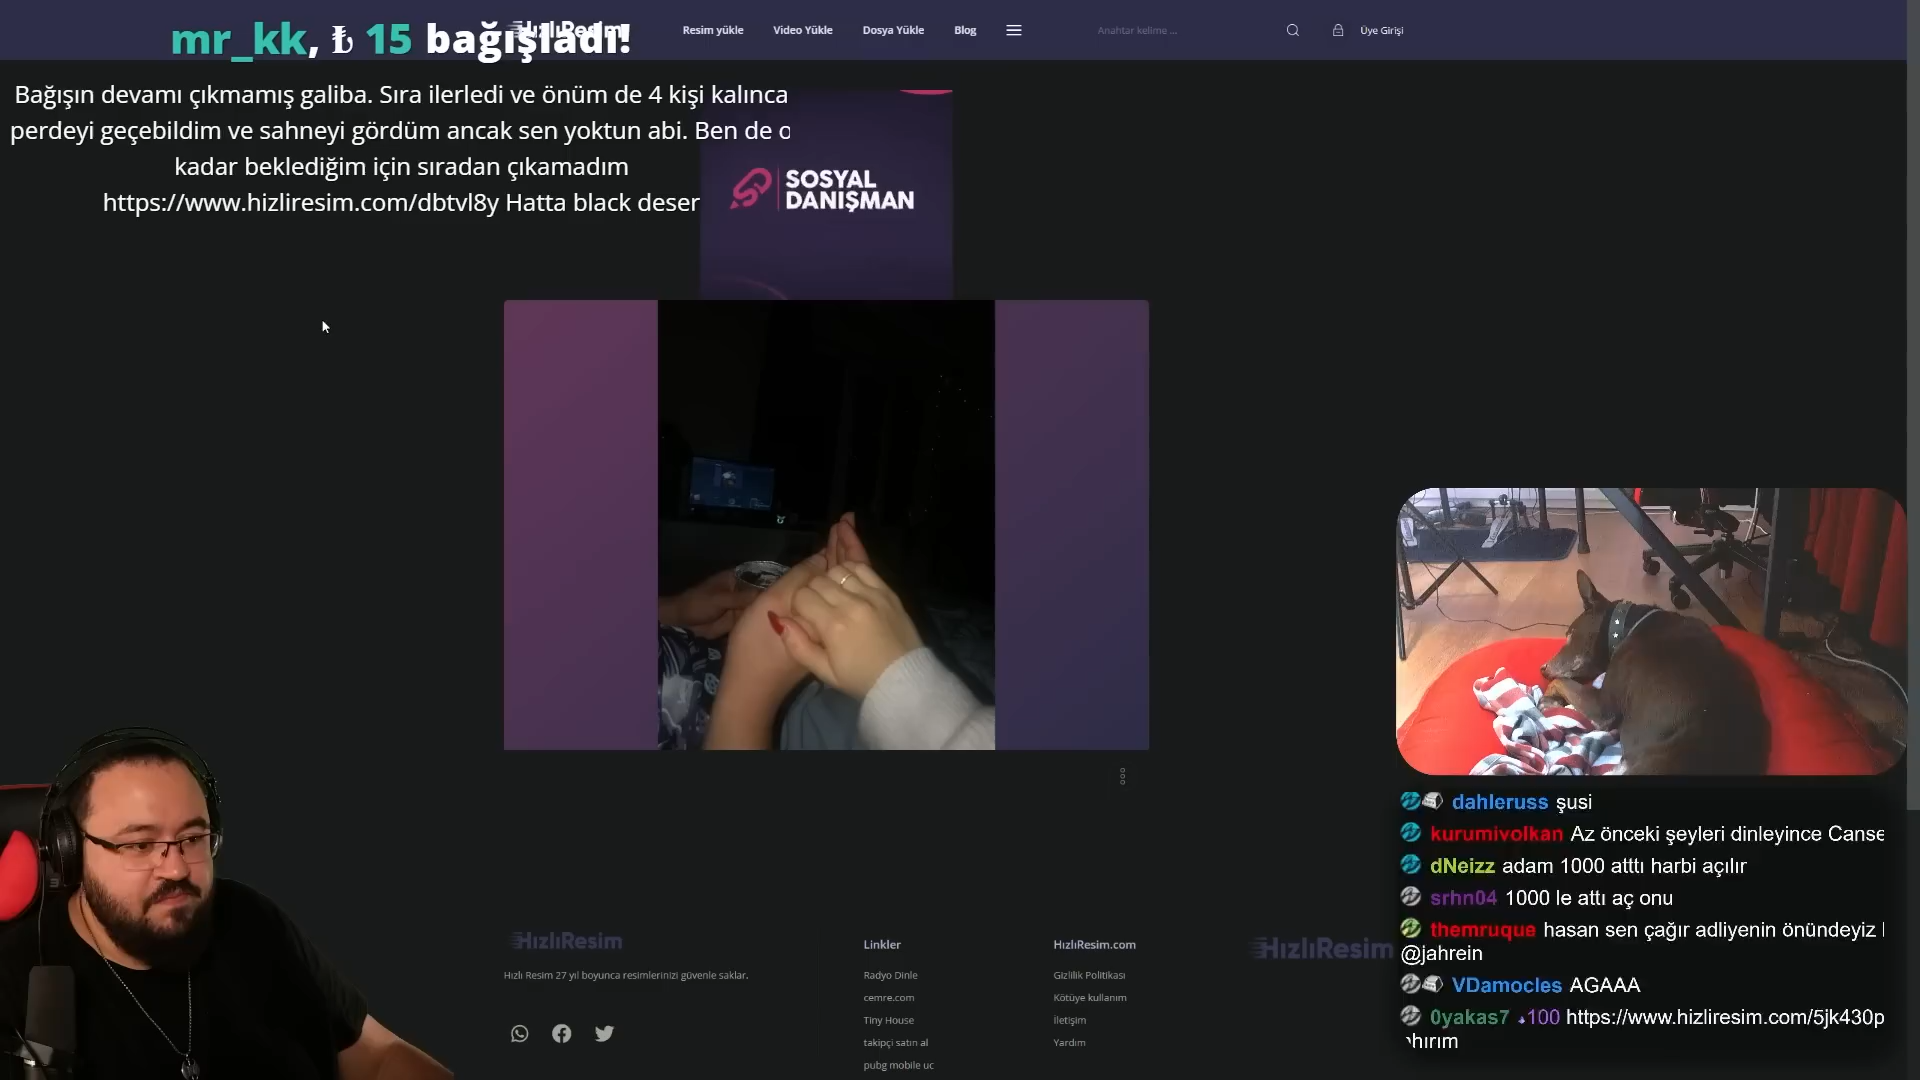 mr_kk, ₺ 15 bağışladı!
HızlıResim
Resim yükle
Video Yükle
Dosya Yükle
Blog
Anahtar kelime ...
Üye Girişi
Bağışın devamı çıkmamış galiba. Sıra ilerledi ve önüm de 4 kişi kalınca
perdeyi geçebildim ve sahneyi gördüm ancak sen yoktun abi. Ben de o
kadar beklediğim için sıradan çıkamadım
https://www.hizliresim.com/dbtvl8y Hatta black deser
SOSYAL
DANIŞMAN
dahleruss şusi
kurumivolkan Az önceki şeyleri dinleyince Canse
dNeizz adam 1000 atttı harbi açılır
srhn04 1000 le attı aç onu
themruque hasan sen çağır adliyenin önündeyiz
@jahrein
VDamocles AGAAA
0yakas7 100 https://www.hizliresim.com/5jk430p
HızlıResim
Hızlı Resim 27 yıl boyunca resimlerinizi güvenle saklar.
Linkler
Radyo Dinle
cemre.com
Tiny House
takipçi satın al
pubg mobile uc
HızlıResim.com
Gizlilik Politikası
Kötüye kullanım
İletişim
Yardım
HızlıResim